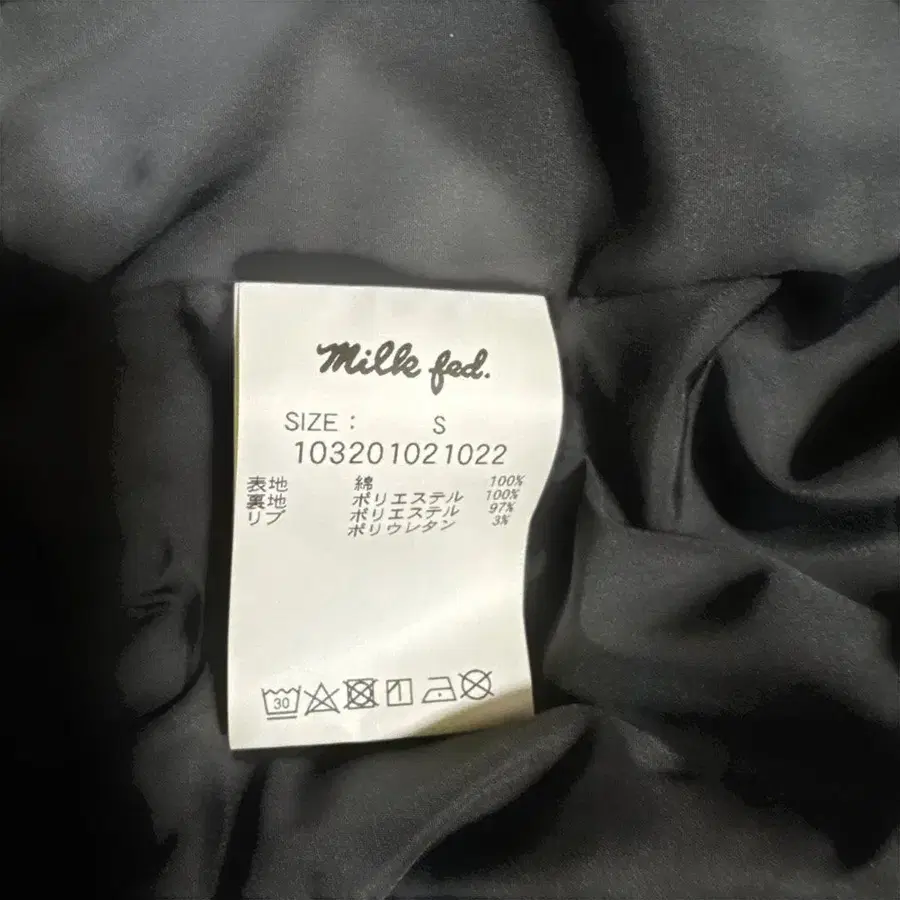 Milk fed.
SIZE : S
103201021022
表地 綿 100%
裏地 ポリエステル 100%
リブ ポリエステル 97%
ポリウレタン 3%
30